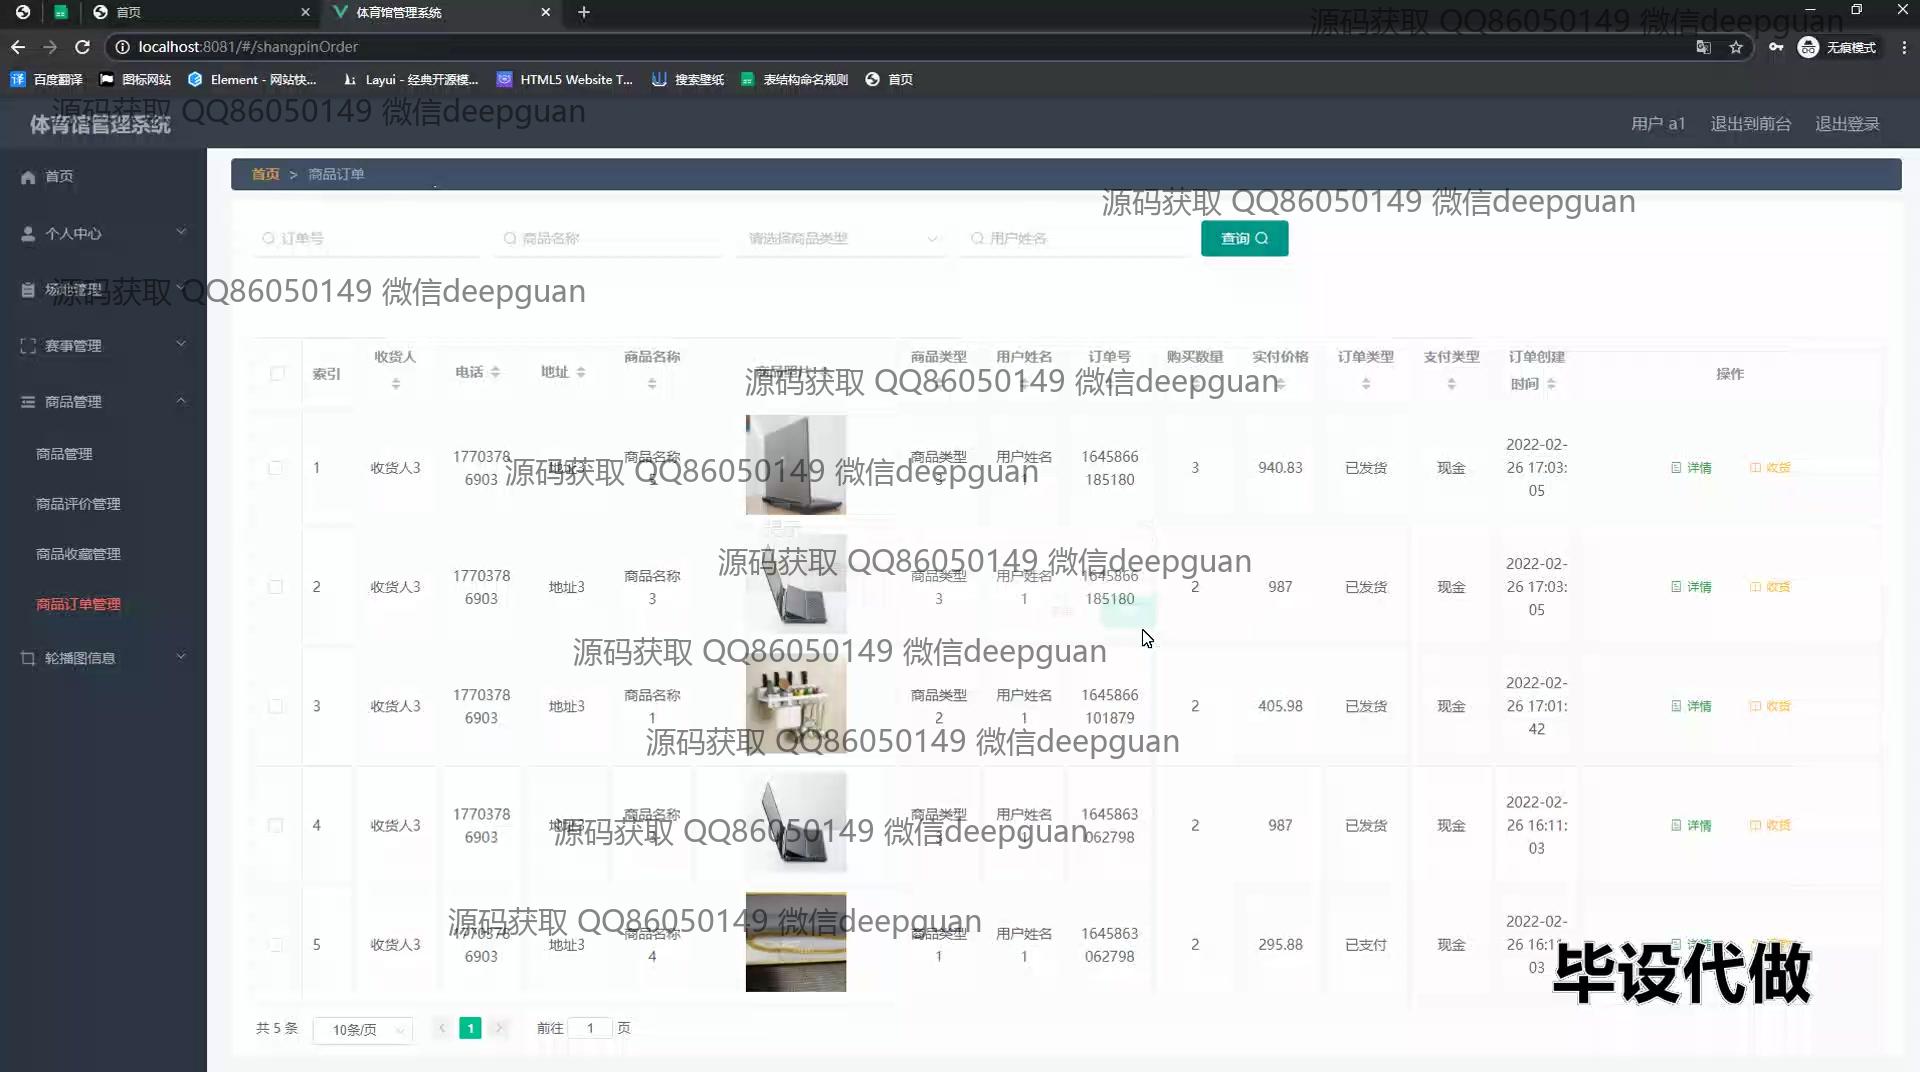 首页
体育馆管理系统
localhost:8081/#/shangpinOrder
无痕模式
百度翻译
图标网站
Element - 网站快...
Layui - 经典开源模...
HTML5 Website T...
搜索壁纸
表结构命名规则
首页
源码获取 QQ86050149 微信deepguan
源码获取 QQ86050149 微信deepguan
体育馆管理系统
用户 a1
退出到前台
退出登录
首页
个人中心
场地管理
赛事管理
商品管理
商品管理
商品评价管理
商品收藏管理
商品订单管理
轮播图信息
首页 > 商品订单
源码获取 QQ86050149 微信deepguan
订单号
商品名称
请选择商品类型
用户姓名
查询
源码获取 QQ86050149 微信deepguan
索引 收货人 电话 地址 商品名称 商品照片 商品类型 用户姓名 订单号 购买数量 实付价格 订单类型 支付类型 订单创建时间 操作
源码获取 QQ86050149 微信deepguan
1 收货人3 17703786903 地址3 商品名称5 商品类型3 用户姓名1 1645866185180 3 940.83 已发货 现金 2022-02-26 17:03:05 详情 收货
源码获取 QQ86050149 微信deepguan
提示
源码获取 QQ86050149 微信deepguan
2 收货人3 17703786903 地址3 商品名称3 商品类型3 用户姓名1 1645866185180 2 987 已发货 现金 2022-02-26 17:03:05 详情 收货
源码获取 QQ86050149 微信deepguan
3 收货人3 17703786903 地址3 商品名称1 商品类型2 用户姓名1 1645866101879 2 405.98 已发货 现金 2022-02-26 17:01:42 详情 收货
源码获取 QQ86050149 微信deepguan
4 收货人3 17703786903 地址3 商品名称 商品类型 用户姓名1 1645863062798 2 987 已发货 现金 2022-02-26 16:11:03 详情 收货
源码获取 QQ86050149 微信deepguan
5 收货人3 17703786903 地址3 商品名称4 商品类型1 用户姓名1 1645863062798 2 295.88 已支付 现金 2022-02-26 16:11:03 详情
源码获取 QQ86050149 微信deepguan
毕设代做
共 5 条 10条/页 1 前往 1 页